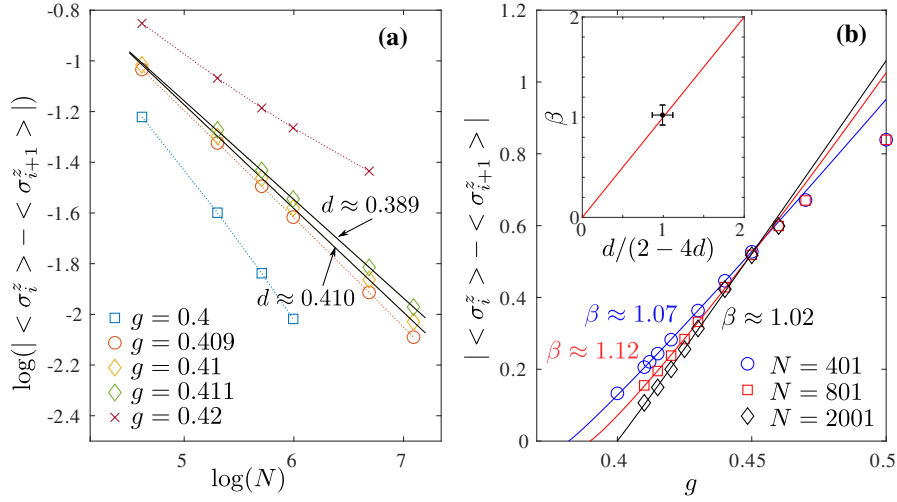 (a)
log(| < σ_i^z > − < σ_{i+1}^z > |)
-0.8
-1
-1.2
-1.4
-1.6
-1.8
-2
-2.2
-2.4
d ≈ 0.389
d ≈ 0.410
g = 0.4
g = 0.409
g = 0.41
g = 0.411
g = 0.42
5 6 7
log(N)
(b)
| < σ_i^z > − < σ_{i+1}^z > |
1.2
1
0.8
0.6
0.4
0.2
0
2
1
0
β
0 1 2
d/(2 − 4d)
β ≈ 1.07
β ≈ 1.12
β ≈ 1.02
N = 401
N = 801
N = 2001
0.4 0.45 0.5
g